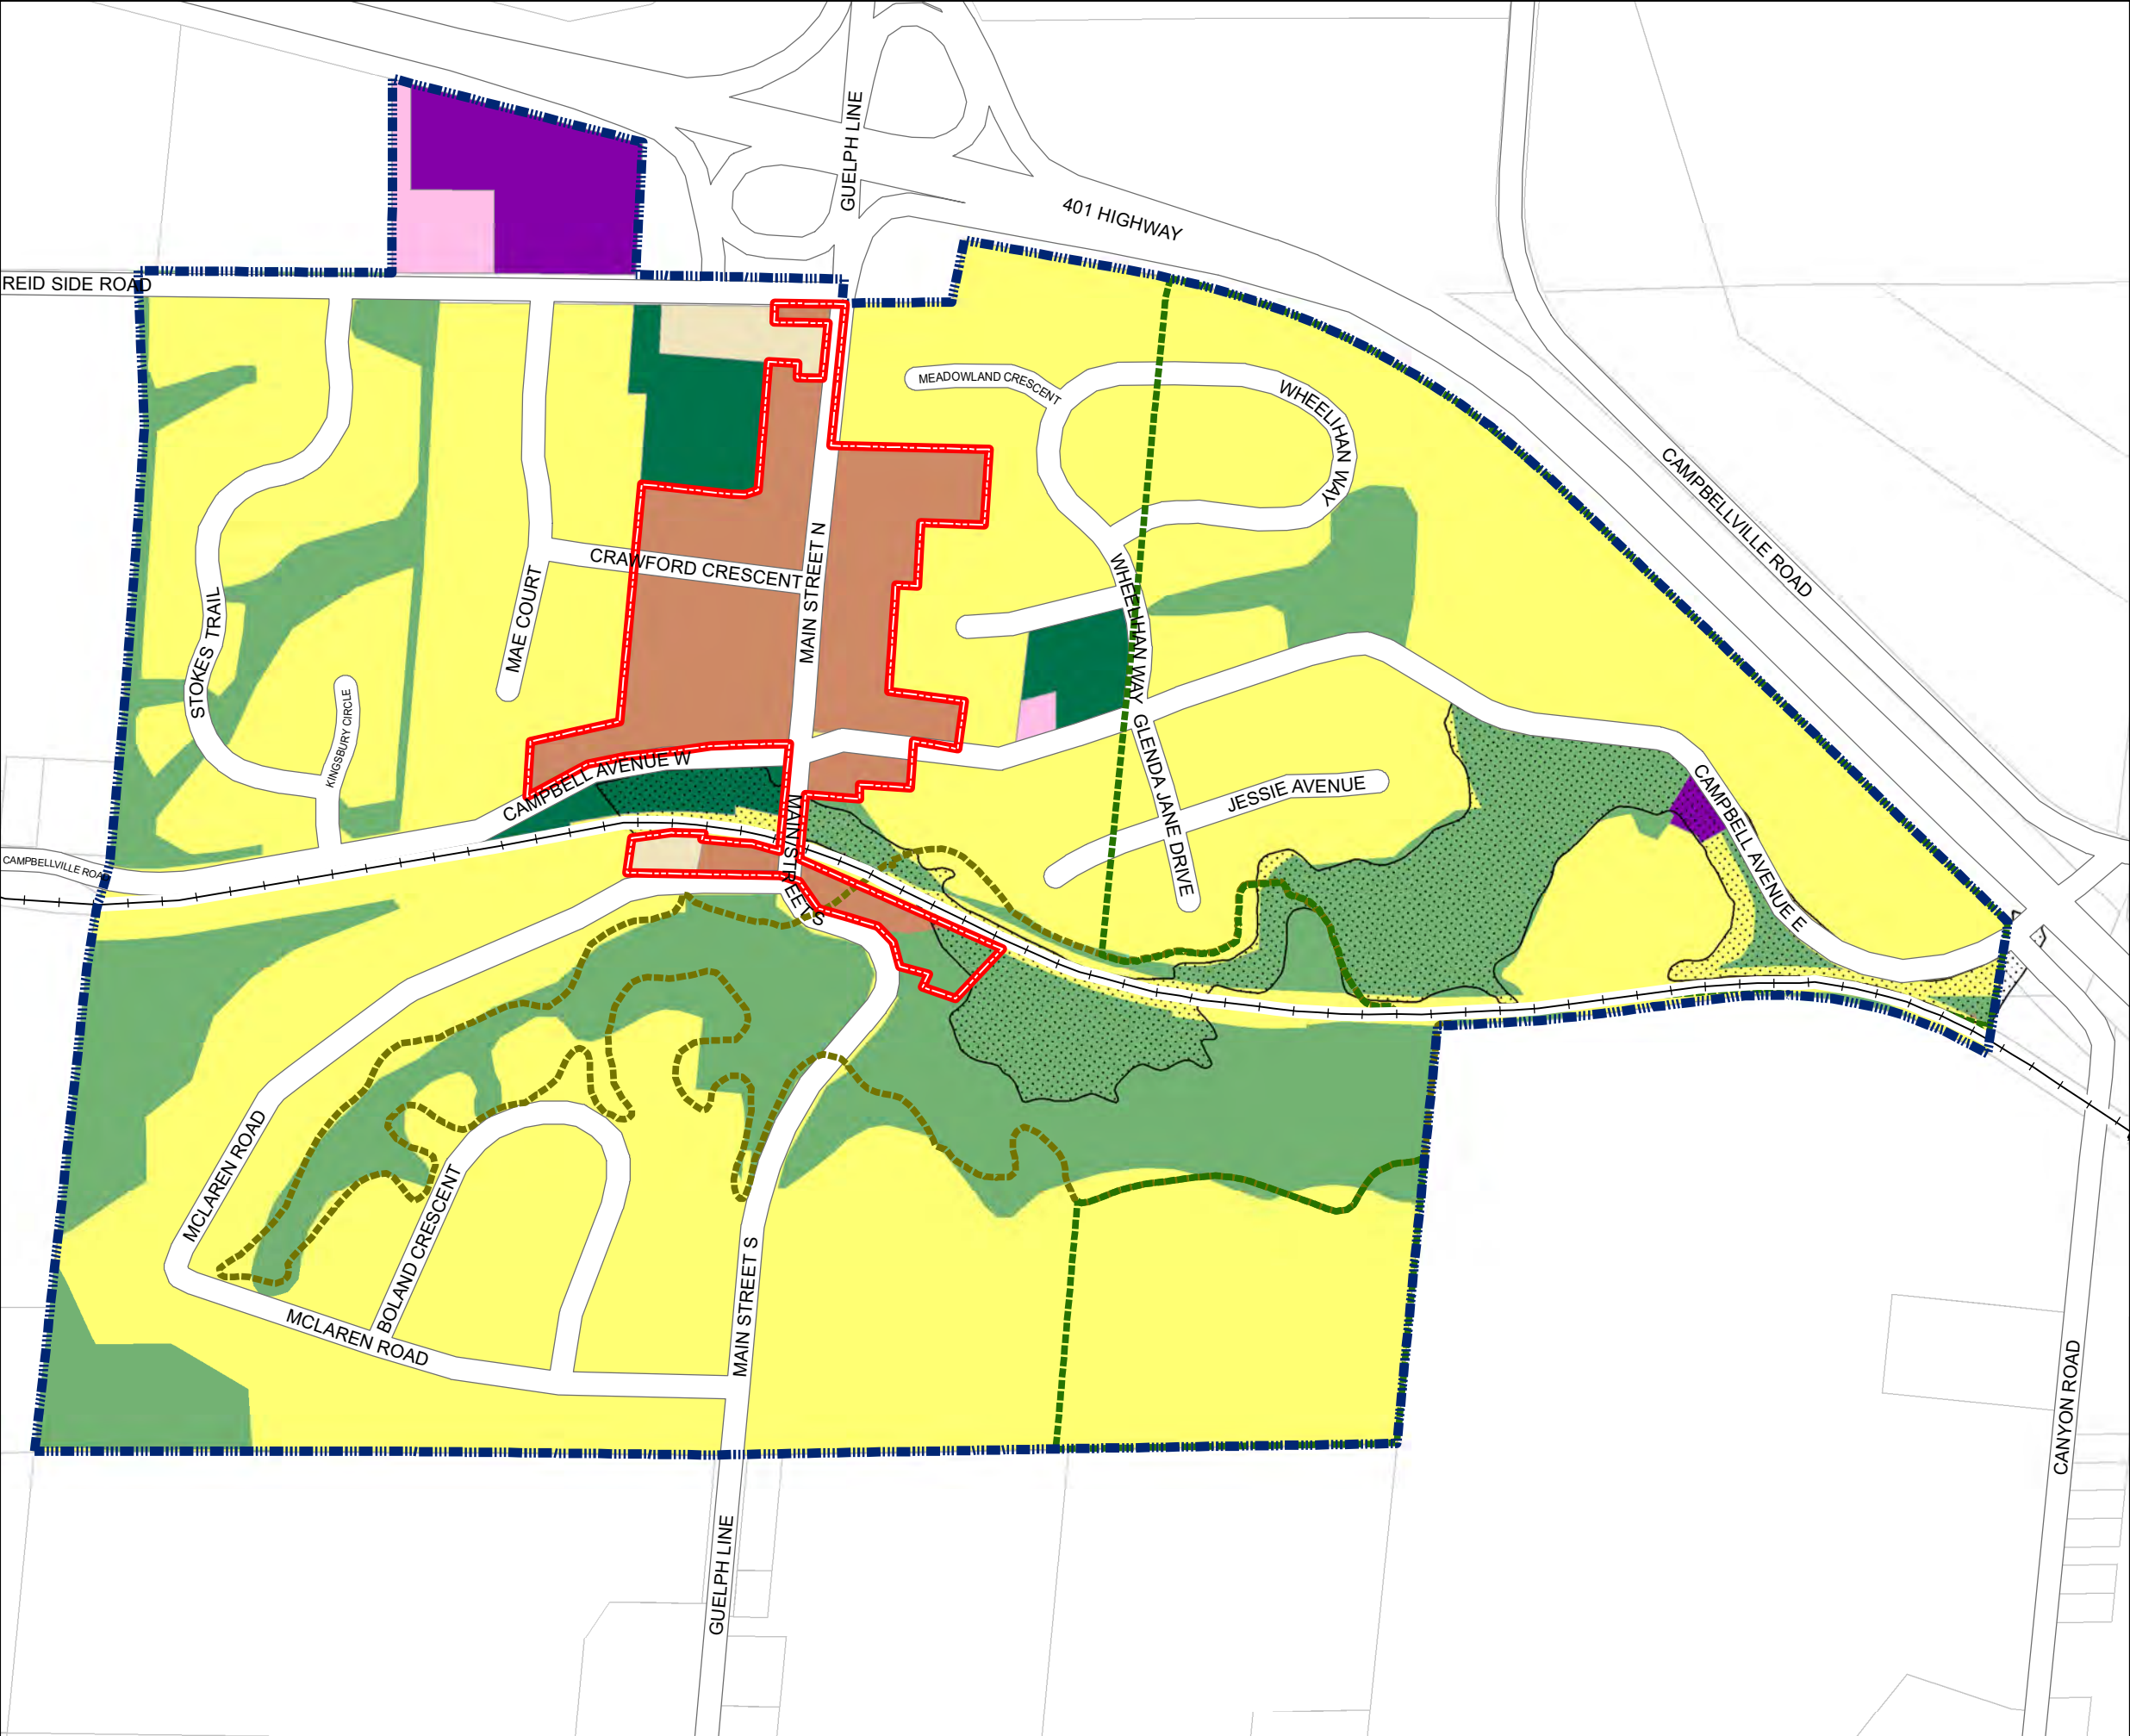 GUELPH LINE
401 HIGHWAY
REID SIDE ROAD
MEADOWLAND CRESCENT
WHEELIHAN WAY
CAMPBELLVILLE ROAD
MAIN STREET N
CRAWFORD CRESCENT
MAE COURT
STOKES TRAIL
KINGSBURY CIRCLE
WHEELIHAN WAY
GLENDA JANE DRIVE
JESSIE AVENUE
CAMPBELL AVENUE W
CAMPBELL AVENUE E
CAMPBELLVILLE ROA
MAIN STREET S
MCLAREN ROAD
BOLAND CRESCENT
MCLAREN ROAD
MAIN STREET S
CANYON ROAD
GUELPH LINE